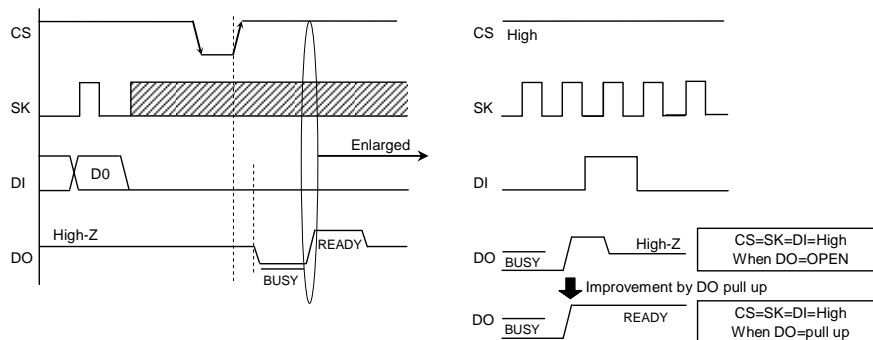 CS
SK
DI
D0
DO
High-Z
BUSY
READY
Enlarged
CS
High
SK
DI
DO
BUSY
High-Z
CS=SK=DI=High
When DO=OPEN
Improvement by DO pull up
DO
BUSY
READY
CS=SK=DI=High
When DO=pull up